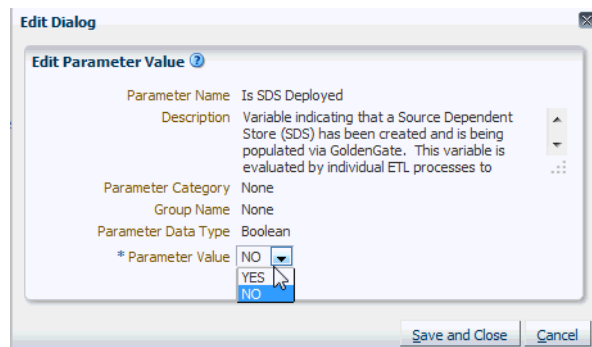 Edit Dialog
Edit Parameter Value
Parameter Name Is SDS Deployed
Description Variable indicating that a Source Dependent
Store (SDS) has been created and is being
populated via GoldenGate. This variable is
evaluated by individual ETL processes to
Parameter Category None
Group Name None
Parameter Data Type Boolean
* Parameter Value NO
YES
NO
Save and Close Cancel